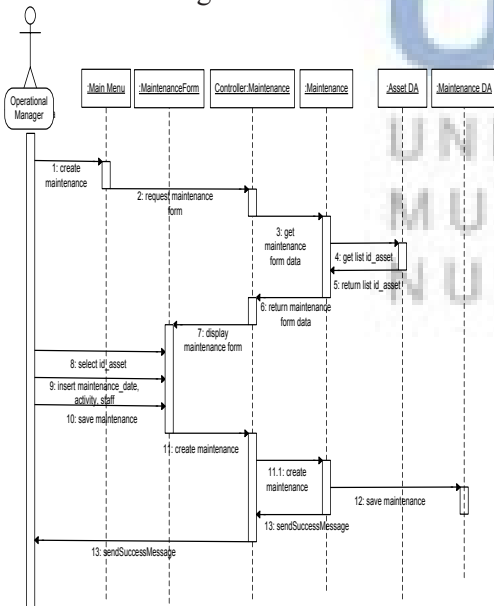 :Main Menu
:MaintenanceForm
Controller:Maintenance
:Maintenance
:Asset DA
:Maintenance DA
Operational
Manager
1: create
maintenance
2: request maintenance
form
3: get
maintenance
form data
4: get list id_asset
5: return list id_asset
6: return maintenance
form data
7: display
maintenance form
8: select id_asset
9: insert maintenance_date,
activity, staff
10: save maintenance
11: create maintenance
11.1: create
maintenance
12: save maintenance
13: sendSuccessMessage
13: sendSuccessMessage
UN
MU
NU